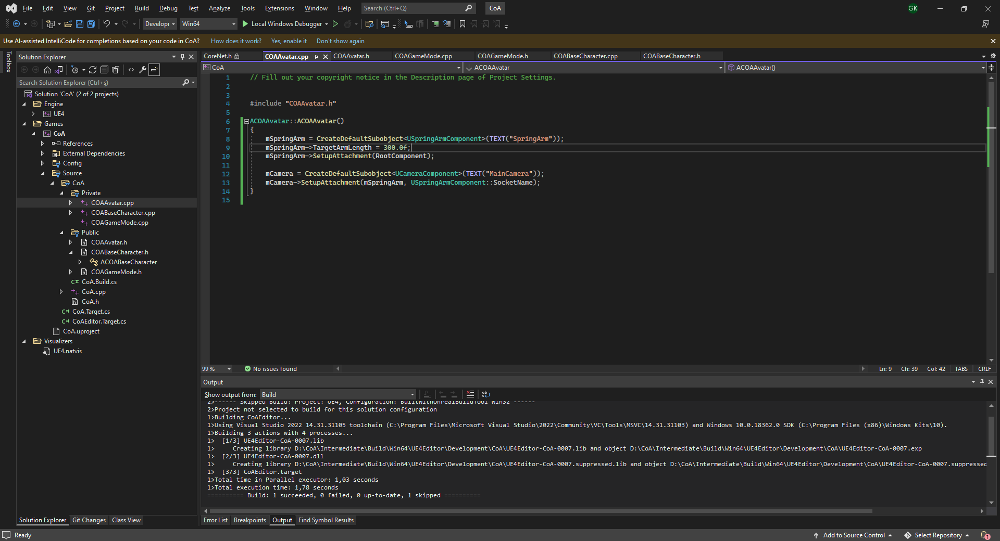 File Edit View Git Project Build Debug Test Analyze Tools Extensions Window Help Search (Ctrl+Q) CoA GK
Develop Win64 Local Windows Debugger
Use AI-assisted IntelliCode for completions based on your code in CoA? How does it work? Yes, enable it Don't show again
Toolbox
Solution Explorer
Search Solution Explorer (Ctrl+ş)
Solution 'CoA' (2 of 2 projects)
Engine
UE4
Games
CoA
References
External Dependencies
Config
Source
CoA
Private
COAAvatar.cpp
COABaseCharacter.cpp
COAGameMode.cpp
Public
COAAvatar.h
COABaseCharacter.h
ACOABaseCharacter
COAGameMode.h
C# CoA.Build.cs
CoA.cpp
CoA.h
C# CoA.Target.cs
C# CoAEditor.Target.cs
CoA.uproject
Visualizers
UE4.natvis
Solution Explorer Git Changes Class View
CoreNet.h COAAvatar.cpp COAAvatar.h COAGameMode.cpp COAGameMode.h COABaseCharacter.cpp COABaseCharacter.h
CoA ACOAAvatar ACOAAvatar()
1 // Fill out your copyright notice in the Description page of Project Settings.
2
3
4 #include "COAAvatar.h"
5
6 ACOAAvatar::ACOAAvatar()
7 {
8 mSpringArm = CreateDefaultSubobject<USpringArmComponent>(TEXT("SpringArm"));
9 mSpringArm->TargetArmLength = 300.0f;
10 mSpringArm->SetupAttachment(RootComponent);
11
12 mCamera = CreateDefaultSubobject<UCameraComponent>(TEXT("MainCamera"));
13 mCamera->SetupAttachment(mSpringArm, USpringArmComponent::SocketName);
14 }
15
99 % No issues found Ln: 9 Ch: 39 Col: 42 TABS CRLF
Output
Show output from: Build
2>------ Skipped Build: Project: UE4, Configuration: BuiltWithUnrealBuildTool Win32 ------
2>Project not selected to build for this solution configuration
1>Building CoAEditor...
1>Using Visual Studio 2022 14.31.31105 toolchain (C:\Program Files\Microsoft Visual Studio\2022\Community\VC\Tools\MSVC\14.31.31103) and Windows 10.0.18362.0 SDK (C:\Program Files (x86)\Windows Kits\10).
1>Building 3 actions with 4 processes...
1> [1/3] UE4Editor-CoA-0007.lib
1> Creating library D:\CoA\Intermediate\Build\Win64\UE4Editor\Development\CoA\UE4Editor-CoA-0007.lib and object D:\CoA\Intermediate\Build\Win64\UE4Editor\Development\CoA\UE4Editor-CoA-0007.exp
1> [2/3] UE4Editor-CoA-0007.dll
1> Creating library D:\CoA\Intermediate\Build\Win64\UE4Editor\Development\CoA\UE4Editor-CoA-0007.suppressed.lib and object D:\CoA\Intermediate\Build\Win64\UE4Editor\Development\CoA\UE4Editor-CoA-0007.suppressed
1> [3/3] CoAEditor.target
1>Total time in Parallel executor: 1,03 seconds
1>Total execution time: 1,78 seconds
========== Build: 1 succeeded, 0 failed, 0 up-to-date, 1 skipped ==========
Error List Breakpoints Output Find Symbol Results
Ready Add to Source Control Select Repository 1